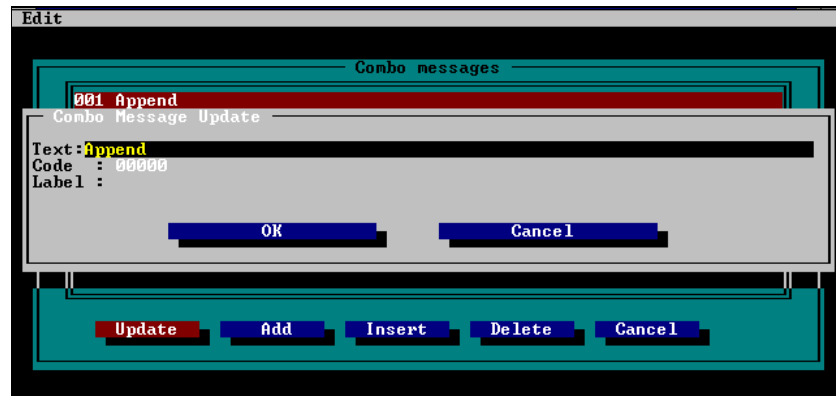 Edit
Combo messages
001 Append
Combo Message Update
Text:Append
Code : 00000
Label :
OK Cancel
Update Add Insert Delete Cancel